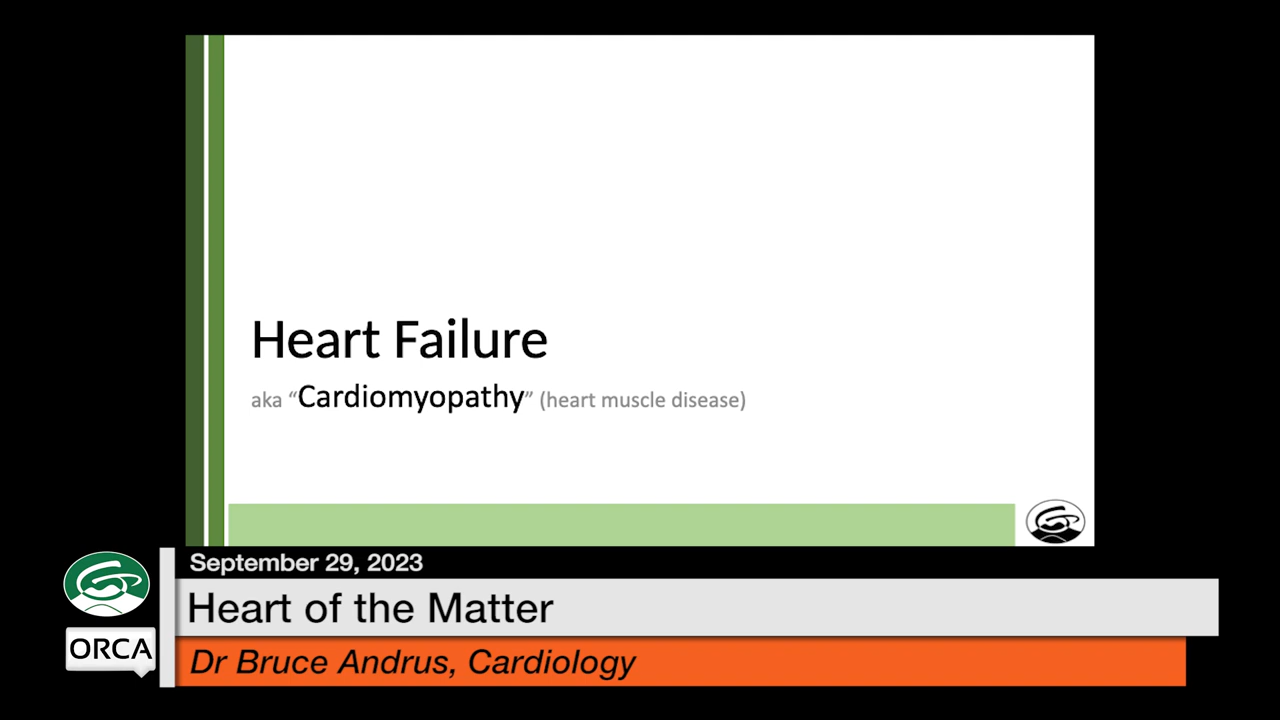 Heart Failure
aka “Cardiomyopathy” (heart muscle disease)
September 29, 2023
Heart of the Matter
ORCA
Dr Bruce Andrus, Cardiology